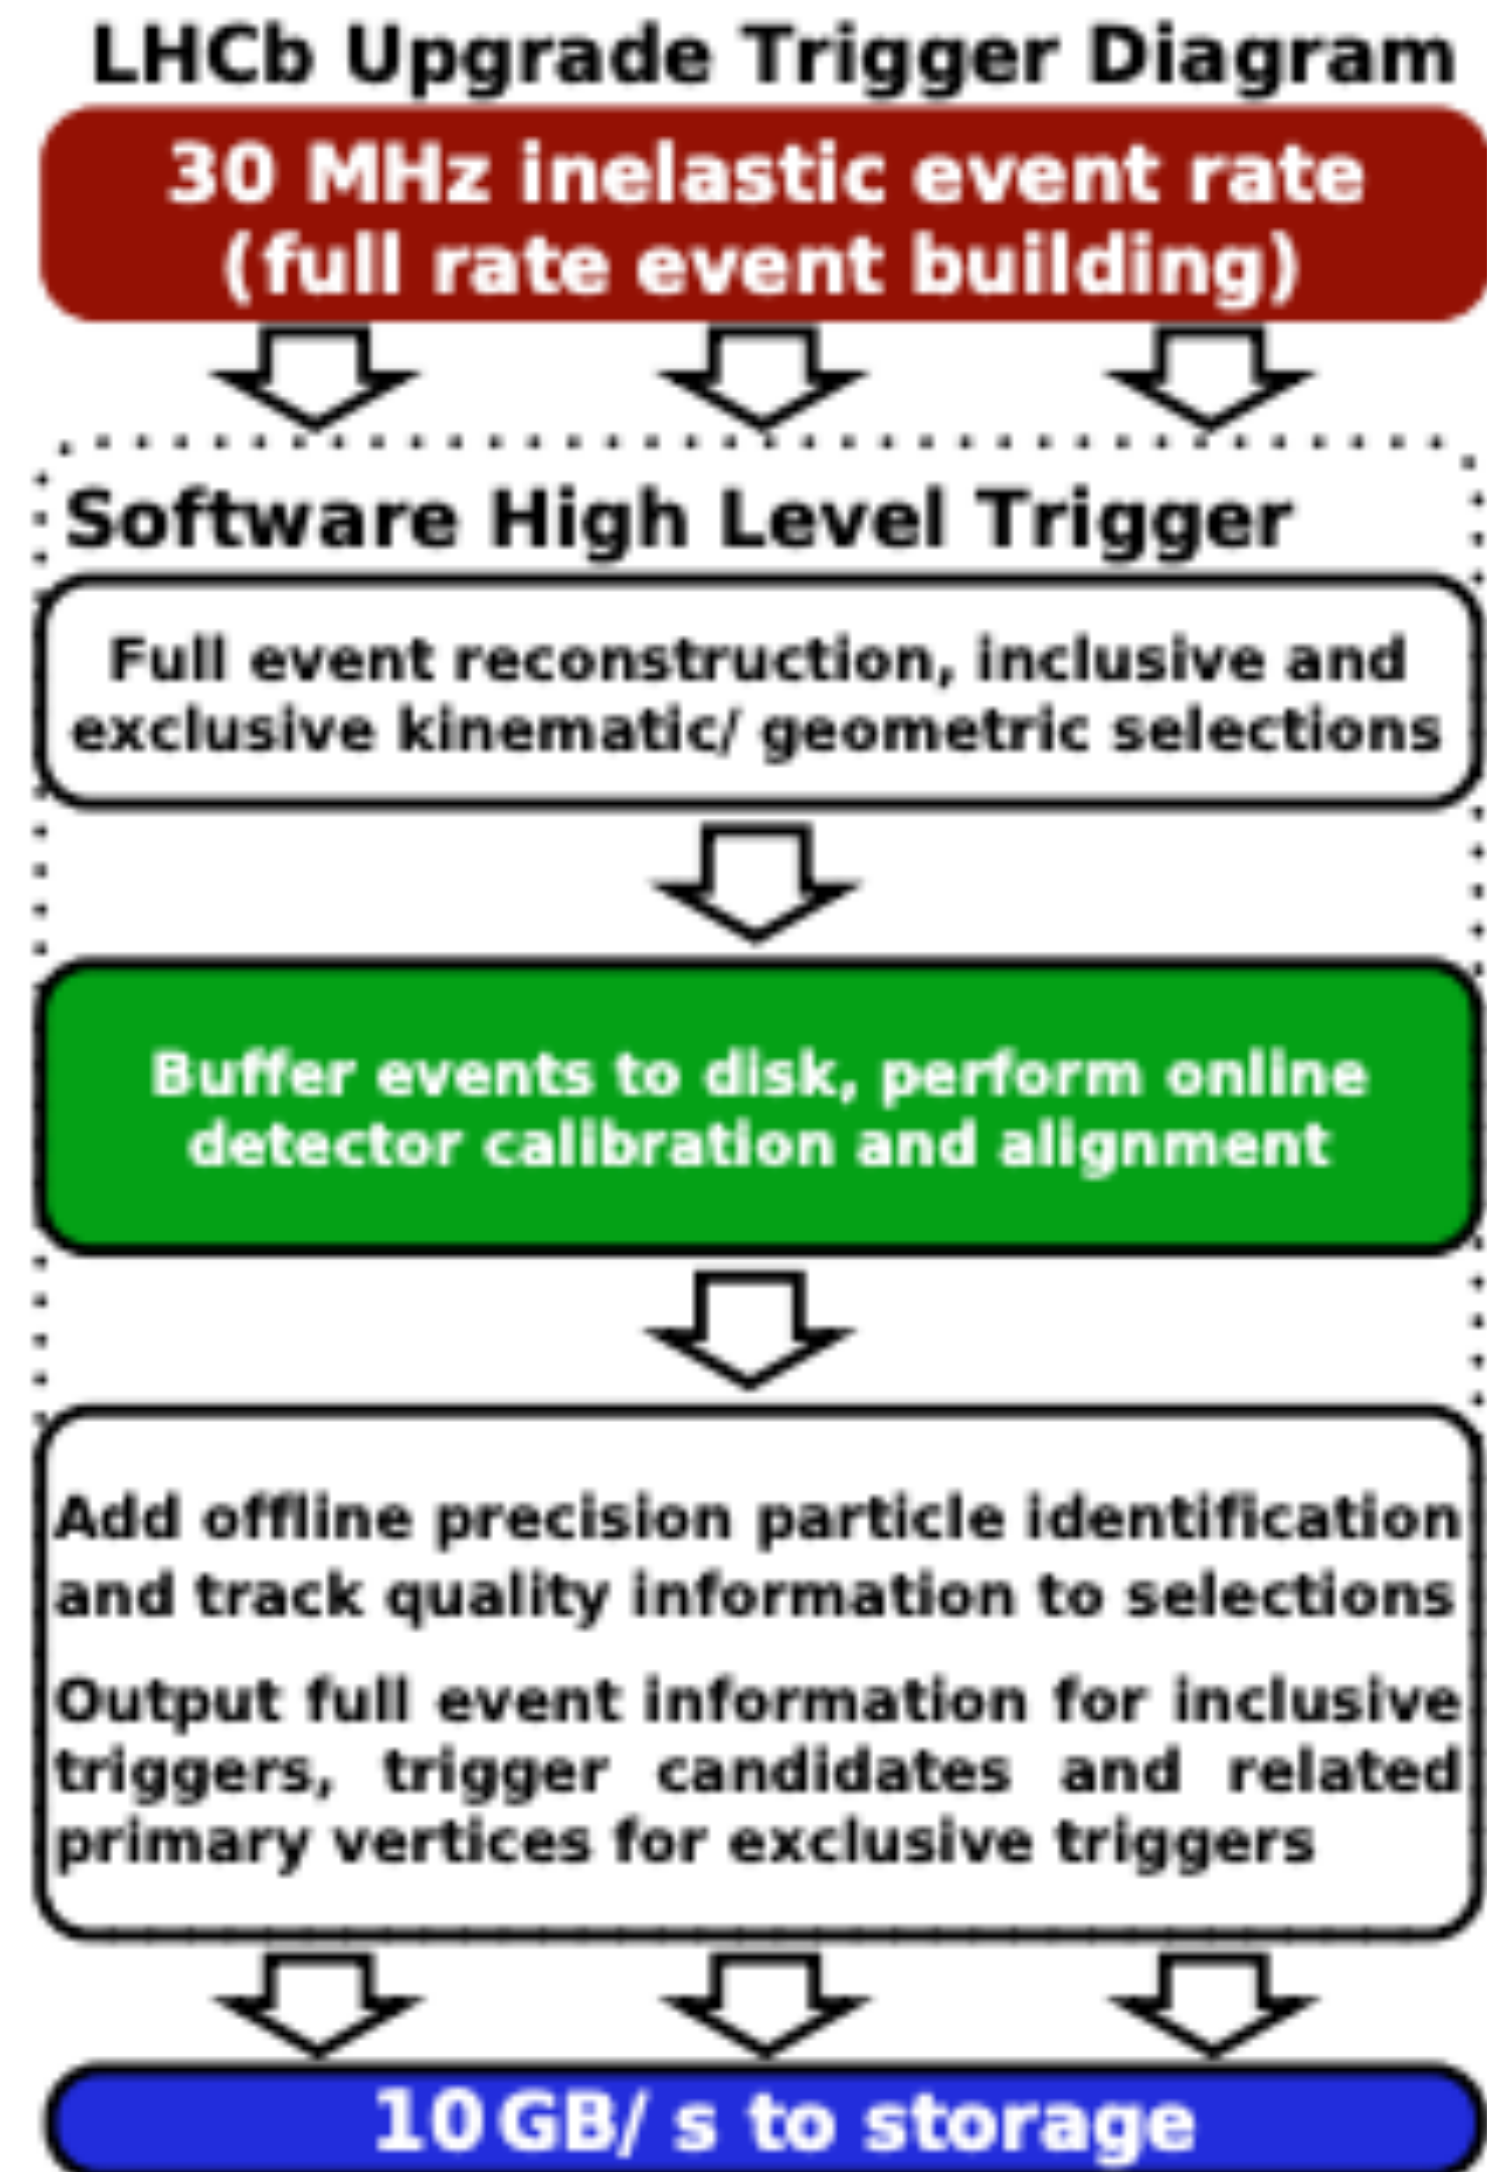 LHCb Upgrade Trigger Diagram
30 MHz inelastic event rate
(full rate event building)
Software High Level Trigger
Full event reconstruction, inclusive and
exclusive kinematic/ geometric selections
Buffer events to disk, perform online
detector calibration and alignment
Add offline precision particle identification
and track quality information to selections
Output full event information for inclusive
triggers, trigger candidates and related
primary vertices for exclusive triggers
10 GB/ s to storage